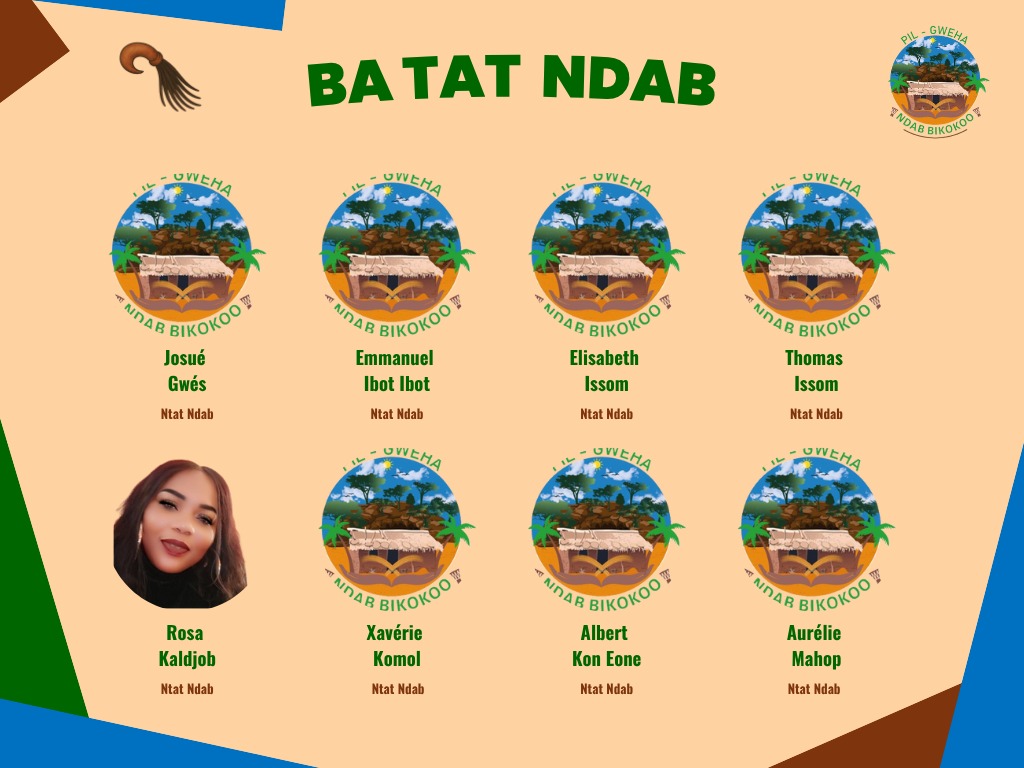 BA TAT NDAB
PIL - GWEHA
NDAB BIKOKOO
PIL - GWEHA
NDAB BIKOKOO
PIL - GWEHA
NDAB BIKOKOO
PIL - GWEHA
NDAB BIKOKOO
PIL - GWEHA
NDAB BIKOKOO
Josué
Gwés
Ntat Ndab
Emmanuel
Ibot Ibot
Ntat Ndab
Elisabeth
Issom
Ntat Ndab
Thomas
Issom
Ntat Ndab
PIL - GWEHA
NDAB BIKOKOO
PIL - GWEHA
NDAB BIKOKOO
PIL - GWEHA
NDAB BIKOKOO
Rosa
Kaldjob
Ntat Ndab
Xavérie
Komol
Ntat Ndab
Albert
Kon Eone
Ntat Ndab
Aurélie
Mahop
Ntat Ndab